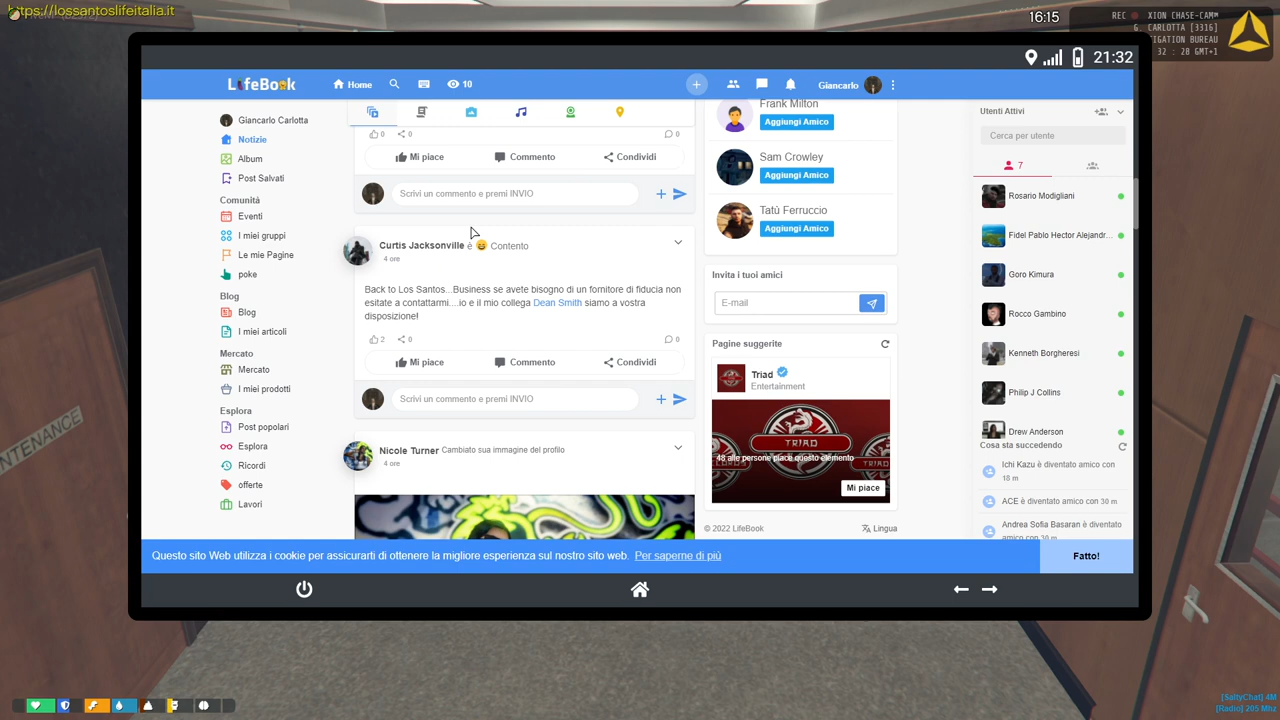 https://lossantoslifeitalia.it
16:15
REC XION CHASE-CAM™
G. CARLOTTA [3316]
IGATION BUREAU
32 : 20 GMT+1
21:32
LifeBook
Home
10
Giancarlo
Giancarlo Carlotta
Notizie
Album
Post Salvati
Comunità
Eventi
I miei gruppi
Le mie Pagine
poke
Blog
Blog
I miei articoli
Mercato
Mercato
I miei prodotti
Esplora
Post popolari
Esplora
Ricordi
offerte
Lavori
0 0 0
Mi piace Commento Condividi
Scrivi un commento e premi INVIO
Curtis Jacksonville è 😄 Contento
4 ore
Back to Los Santos...Business se avete bisogno di un fornitore di fiducia non
esitate a contattarmi....io e il mio collega Dean Smith siamo a vostra
disposizione!
2 0 0
Mi piace Commento Condividi
Scrivi un commento e premi INVIO
Nicole Turner Cambiato sua immagine del profilo
4 ore
Frank Milton
Aggiungi Amico
Sam Crowley
Aggiungi Amico
Tatù Ferruccio
Aggiungi Amico
Invita i tuoi amici
E-mail
Pagine suggerite
Triad
Entertainment
TRIAD
48 alle persone piace questo elemento
Mi piace
© 2022 LifeBook
Lingua
Utenti Attivi
Cerca per utente
7
Rosario Modigliani
Fidel Pablo Hector Alejandr...
Goro Kimura
Rocco Gambino
Kenneth Borgheresi
Philip J Collins
Drew Anderson
Cosa sta succedendo
Ichi Kazu è diventato amico con
18 m
ACE è diventato amico con 30 m
Andrea Sofia Basaran è diventato
amico con 30 m
Questo sito Web utilizza i cookie per assicurarti di ottenere la migliore esperienza sul nostro sito web. Per saperne di più
Fatto!
NTENANCE
[SaltyChat] 4M
[Radio] 205 Mhz